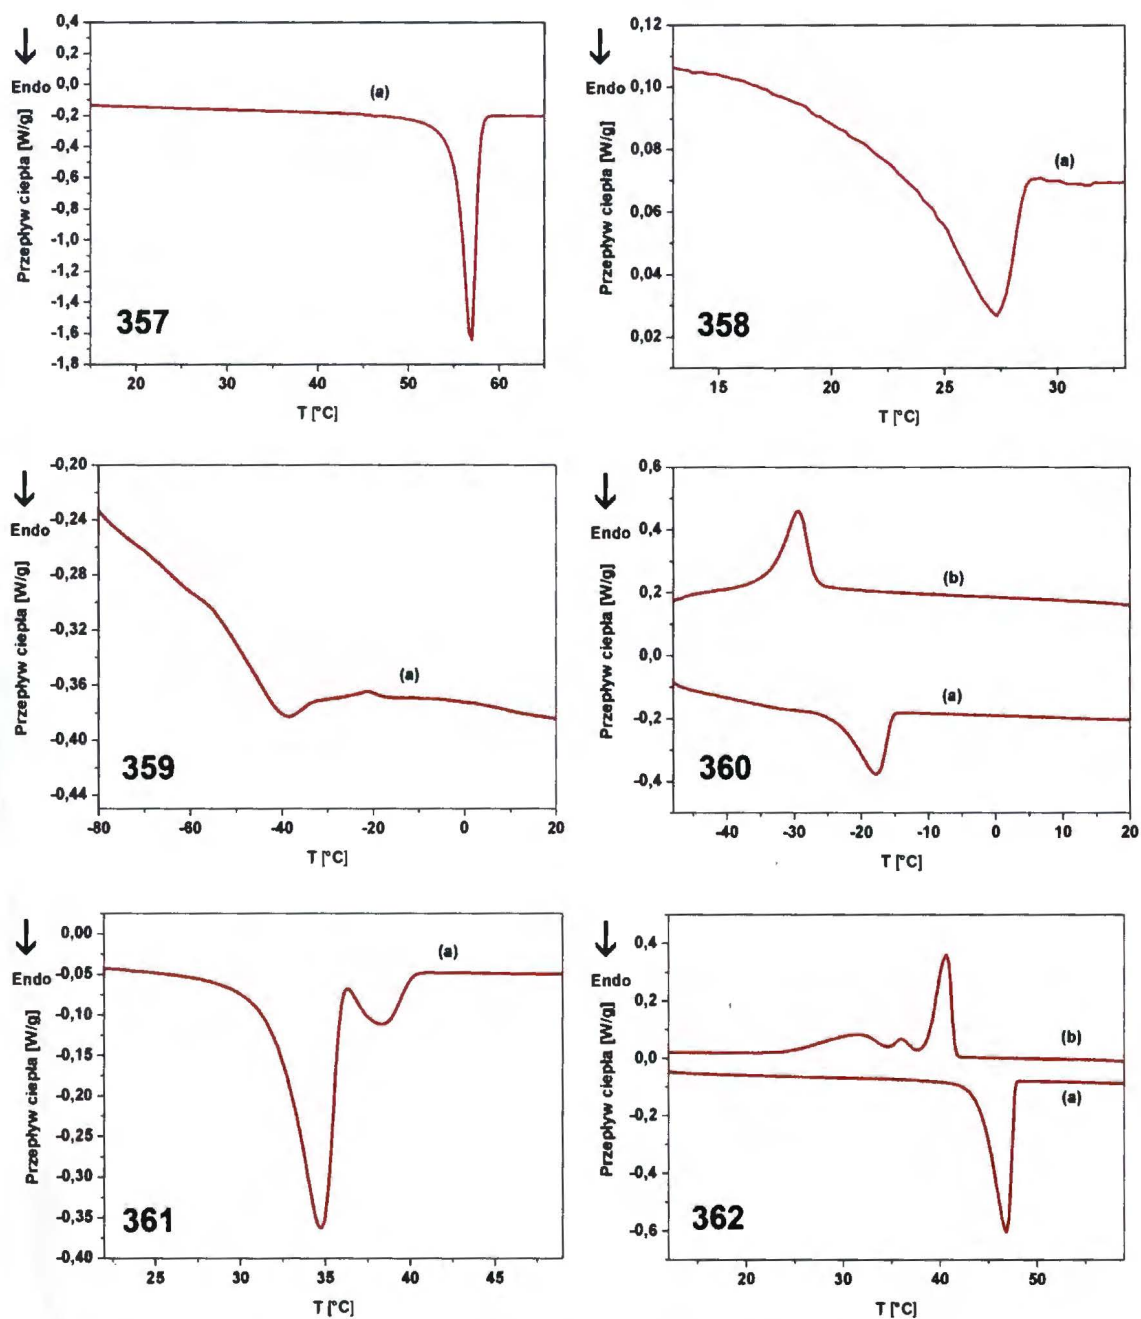 0,4
0,2
0,0
-0,2
-0,4
-0,6
-0,8
-1,0
-1,2
-1,4
-1,6
-1,8
Endo
Przepływ ciepła [W/g]
(a)
357
20 30 40 50 60
T [°C]
0,12
0,10
0,08
0,06
0,04
0,02
Endo
Przepływ ciepła [W/g]
(a)
358
15 20 25 30
T [°C]
-0,20
-0,24
-0,28
-0,32
-0,36
-0,40
-0,44
Endo
Przepływ ciepła [W/g]
(a)
359
-80 -60 -40 -20 0 20
T [°C]
0,6
0,4
0,2
0,0
-0,2
-0,4
Endo
Przepływ ciepła [W/g]
(b)
(a)
360
-40 -30 -20 -10 0 10 20
T [°C]
0,00
-0,05
-0,10
-0,15
-0,20
-0,25
-0,30
-0,35
-0,40
Endo
Przepływ ciepła [W/g]
(a)
361
25 30 35 40 45
T [°C]
0,4
0,2
0,0
-0,2
-0,4
-0,6
Endo
Przepływ ciepła [W/g]
(b)
(a)
362
20 30 40 50
T [°C]